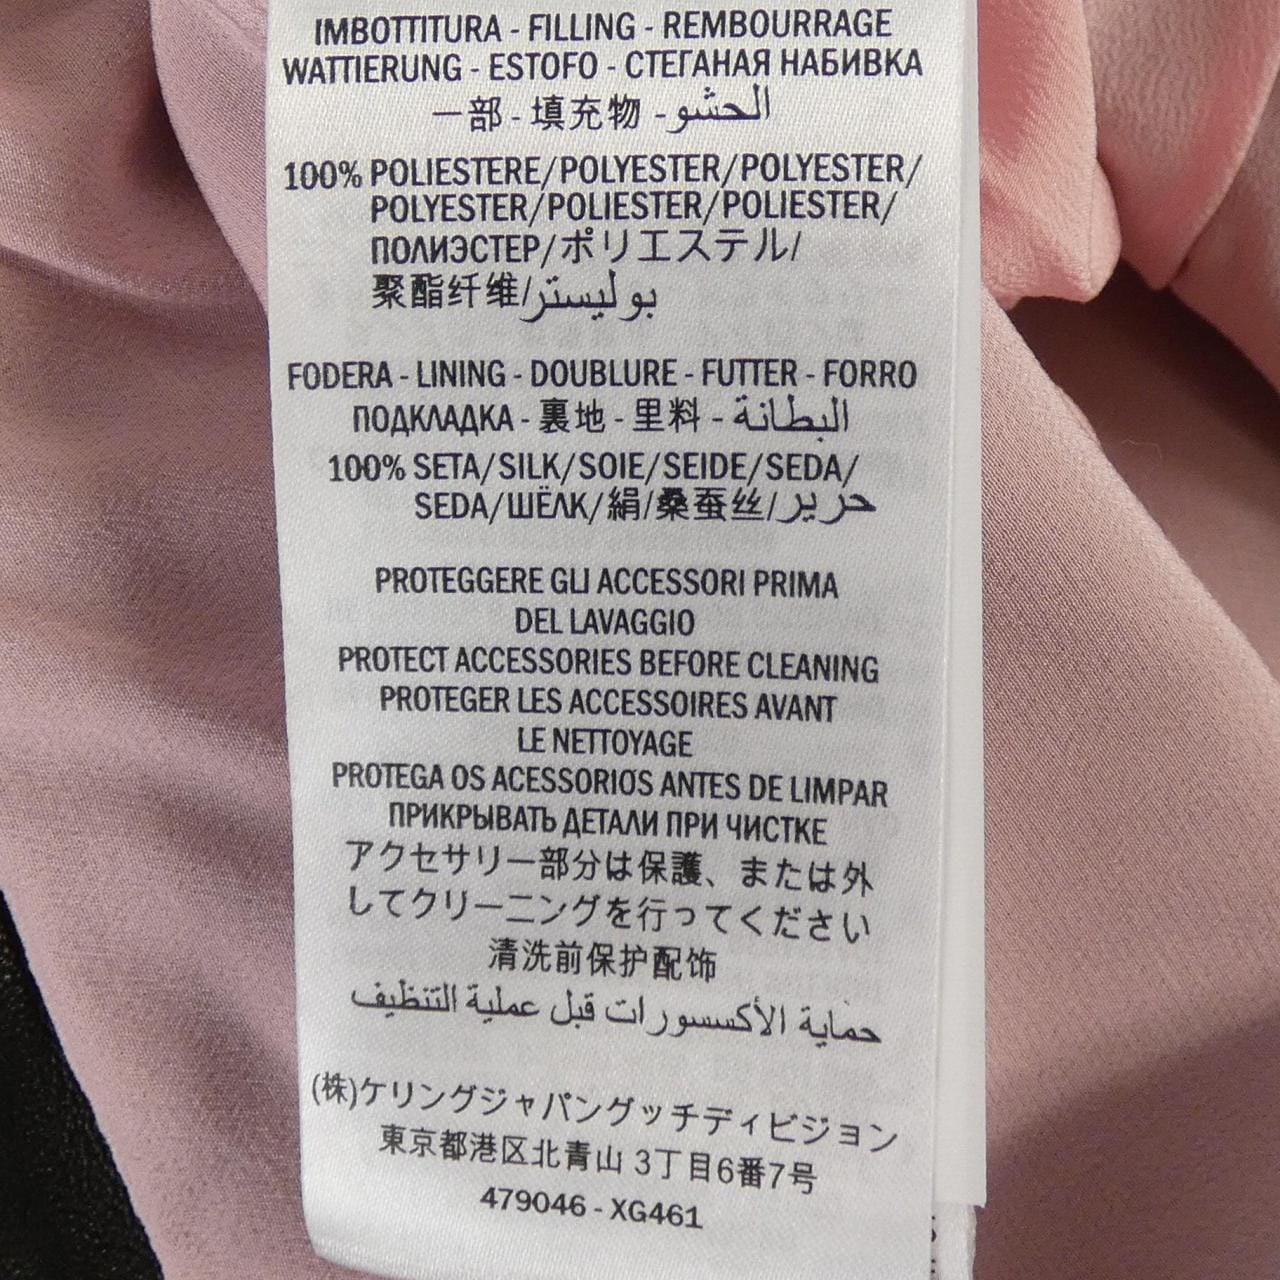 IMBOTTITURA - FILLING - REMBOURRAGE
WATTIERUNG - ESTOFO - СТЕГАНАЯ НАБИВКА
一部 - 填充物 - الحشو
100% POLIESTERE/POLYESTER/POLYESTER/
POLYESTER/POLIESTER/POLIESTER/
ПОЛИЭСТЕР/ポリエステル/
聚酯纤维/بوليستر
FODERA - LINING - DOUBLURE - FUTTER - FORRO
ПОДКЛАДКА - 裏地 - 里料 - البطانة
100% SETA/SILK/SOIE/SEIDE/SEDA/
SEDA/ШЁЛК/絹/桑蚕丝/حرير
PROTEGGERE GLI ACCESSORI PRIMA
DEL LAVAGGIO
PROTECT ACCESSORIES BEFORE CLEANING
PROTEGER LES ACCESSOIRES AVANT
LE NETTOYAGE
PROTEGA OS ACESSORIOS ANTES DE LIMPAR
ПРИКРЫВАТЬ ДЕТАЛИ ПРИ ЧИСТКЕ
アクセサリー部分は保護、または外
してクリーニングを行ってください
清洗前保护配饰
حماية الأكسسورات قبل عملية التنظيف
(株)ケリングジャパングッチディビジョン
東京都港区北青山 3丁目6番7号
479046 - XG461